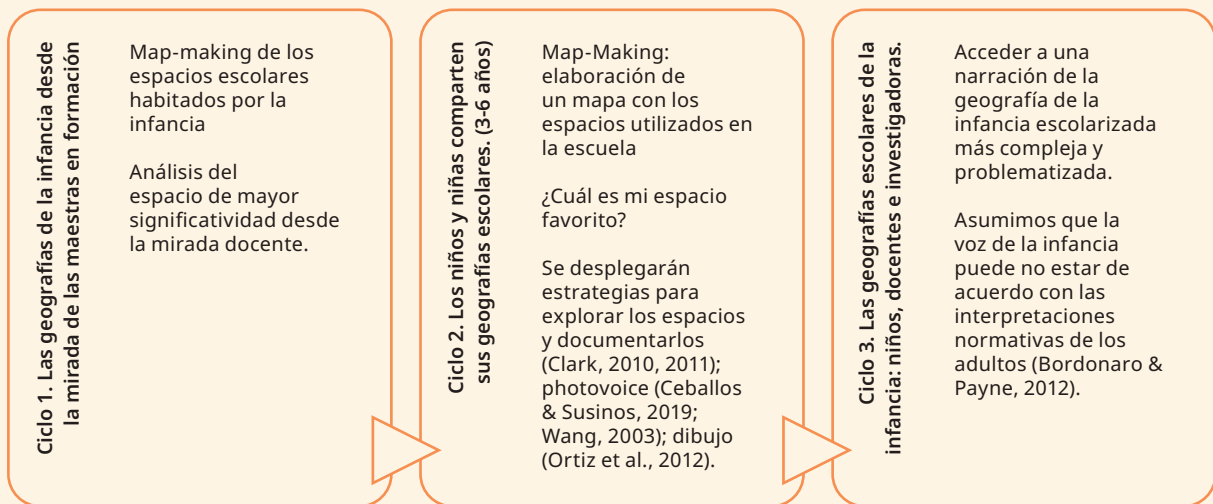 Ciclo 1. Las geografías de la infancia desde
la mirada de las maestras en formación
Map-making de los
espacios escolares
habitados por la
infancia
Análisis del
espacio de mayor
significatividad desde
la mirada docente.
Ciclo 2. Los niños y niñas comparten
sus geografías escolares. (3-6 años)
Map-Making:
elaboración de
un mapa con los
espacios utilizados en
la escuela
¿Cuál es mi espacio
favorito?
Se desplegarán
estrategias para
explorar los espacios
y documentarlos
(Clark, 2010, 2011);
photovoice (Ceballos
& Susinos, 2019;
Wang, 2003); dibujo
(Ortiz et al., 2012).
Ciclo 3. Las geografías escolares de la
infancia: niños, docentes e investigadoras.
Acceder a una
narración de la
geografía de la
infancia escolarizada
más compleja y
problematizada.
Asumimos que la
voz de la infancia
puede no estar de
acuerdo con las
interpretaciones
normativas de los
adultos (Bordonaro &
Payne, 2012).